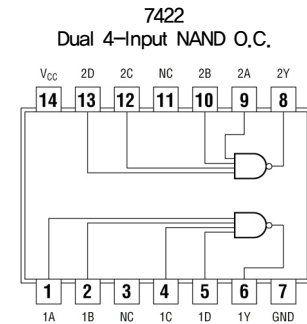 7422
Dual 4-Input NAND O.C.
VCC 2D 2C NC 2B 2A 2Y
14 13 12 11 10 9 8
1 2 3 4 5 6 7
1A 1B NC 1C 1D 1Y GND